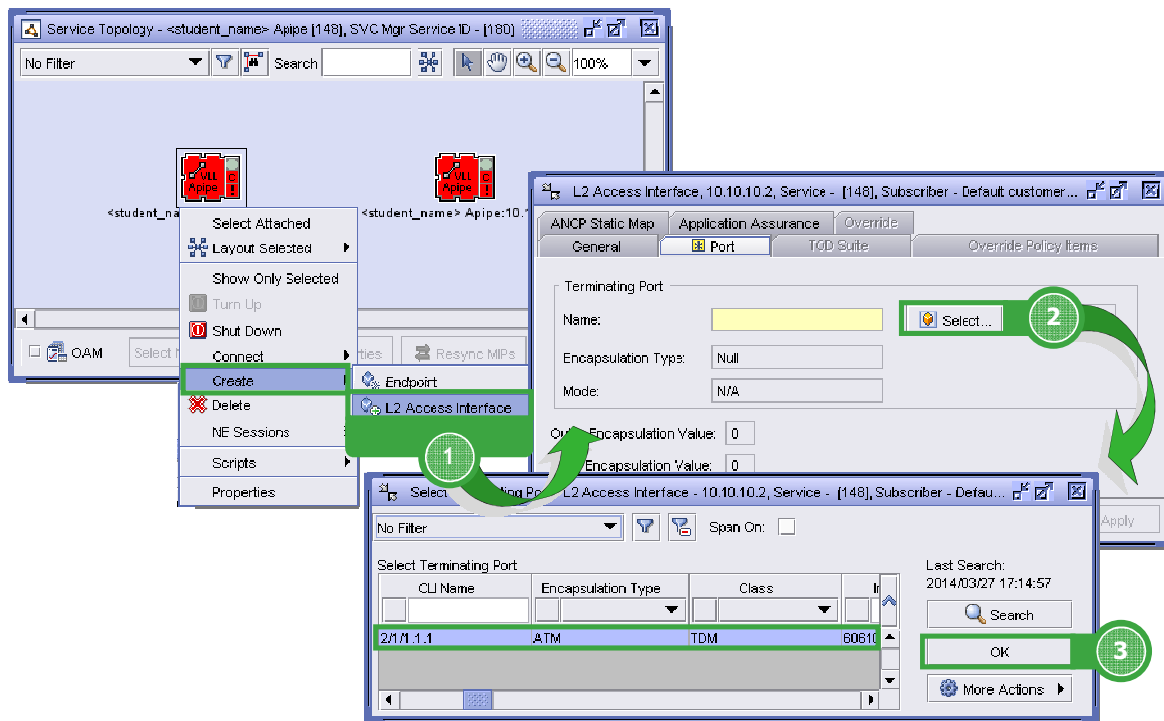 Service Topology - <student_name> Apipe [148], SVC Mgr Service ID - [180]
No Filter
Search
100%
VLL
Apipe
C
VLL
Apipe
C
<student_na
<student_name> Apipe:10.1
Select Attached
Layout Selected
Show Only Selected
Turn Up
Shut Down
Connect
Create
Delete
NE Sessions
Scripts
Properties
Endpoint
L2 Access Interface
OAM
Select
Resync MIPs
1
L2 Access Interface, 10.10.10.2, Service - [148], Subscriber - Default customer...
ANCP Static Map
Application Assurance
Override
General
Port
TOD Suite
Override Policy Items
Terminating Port
Name:
Select...
2
Encapsulation Type:
Null
Mode:
N/A
Encapsulation Value:
0
Encapsulation Value:
0
Apply
L2 Access Interface - 10.10.10.2, Service - [148], Subscriber - Defau...
No Filter
Span On:
Select Terminating Port
CLI Name
Encapsulation Type
Class
2/1/1.1.1
ATM
TDM
6061
Last Search:
2014/03/27 17:14:57
Search
OK
3
More Actions